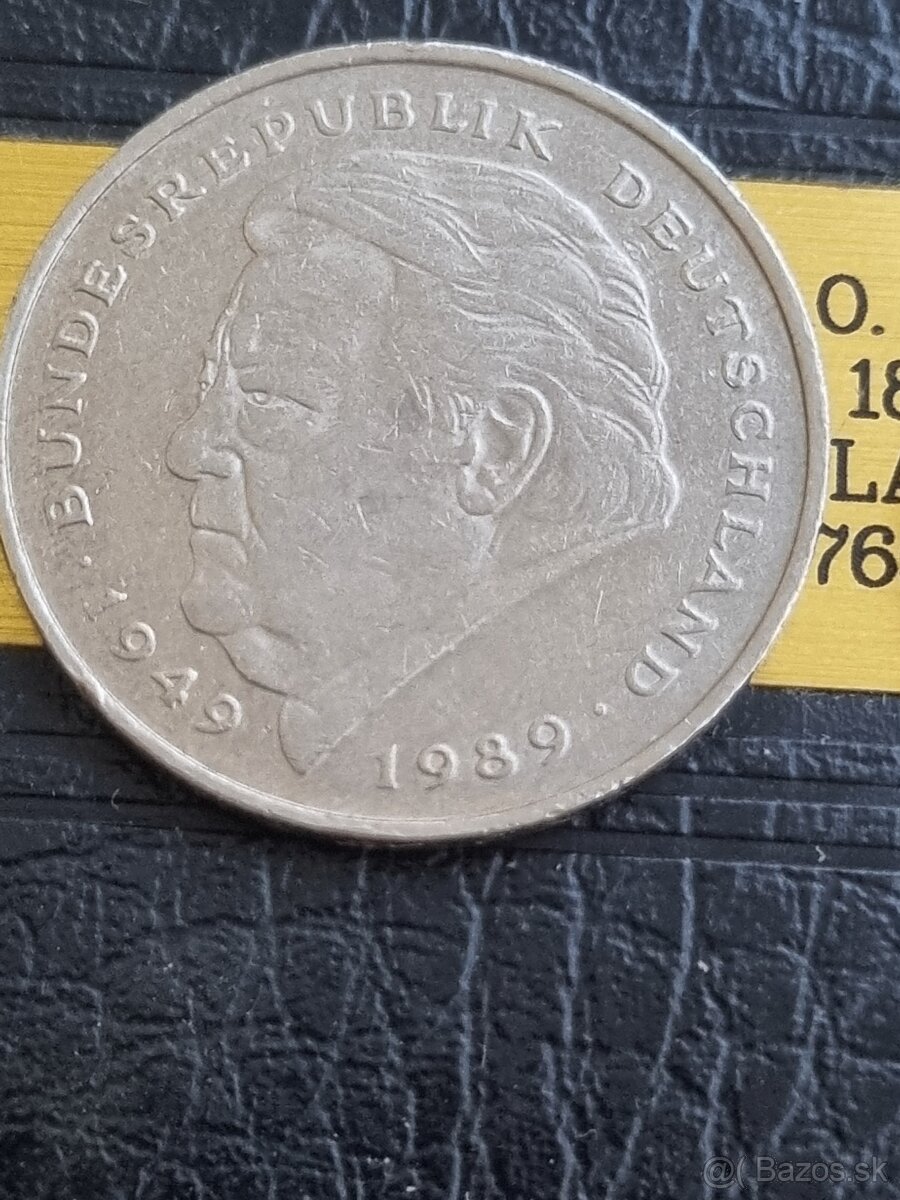 BUNDESREPUBLIK DEUTSCHLAND
1949 · 1989 ·
O.
18
LA
76
@( Bazos.sk